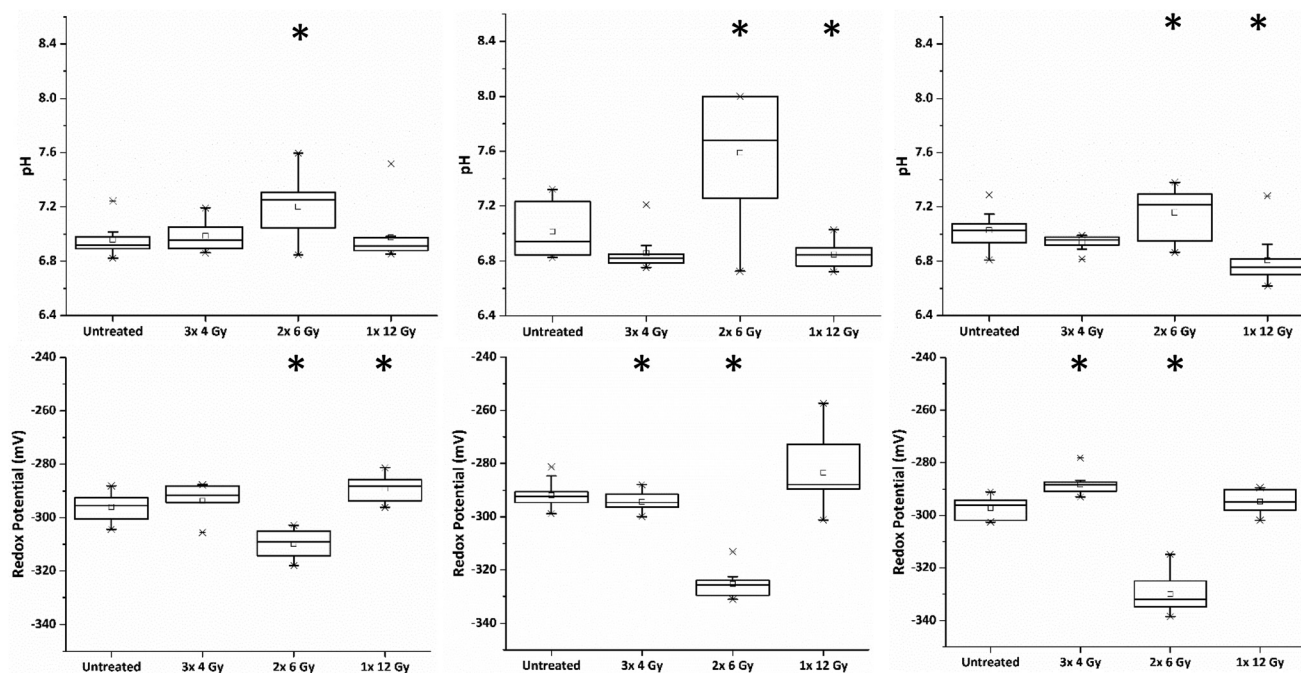 * * * * *
8.4 8.4 8.4
8.0 8.0 8.0
7.6 7.6 7.6
pH pH pH
7.2 7.2 7.2
6.8 6.8 6.8
6.4 6.4 6.4
Untreated 3x 4 Gy 2x 6 Gy 1x 12 Gy Untreated 3x 4 Gy 2x 6 Gy 1x 12 Gy Untreated 3x 4 Gy 2x 6 Gy 1x 12 Gy
-240 -240 -240
* * * * * *
-260 -260 -260
-280 -280 -280
Redox Potential (mV) Redox Potential (mV) Redox Potential (mV)
-300 -300 -300
-320 -320 -320
-340 -340 -340
Untreated 3x 4 Gy 2x 6 Gy 1x 12 Gy Untreated 3x 4 Gy 2x 6 Gy 1x 12 Gy Untreated 3x 4 Gy 2x 6 Gy 1x 12 Gy